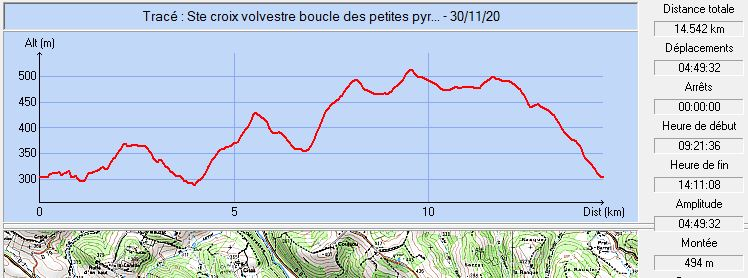 Tracé : Ste croix volvestre boucle des petites pyr... - 30/11/20
Alt (m)
500
450
400
350
300
0
5
10
Dist (km)
Distance totale
14.542 km
Déplacements
04:49:32
Arrêts
00:00:00
Heure de début
09:21:36
Heure de fin
14:11:08
Amplitude
04:49:32
Montée
494 m